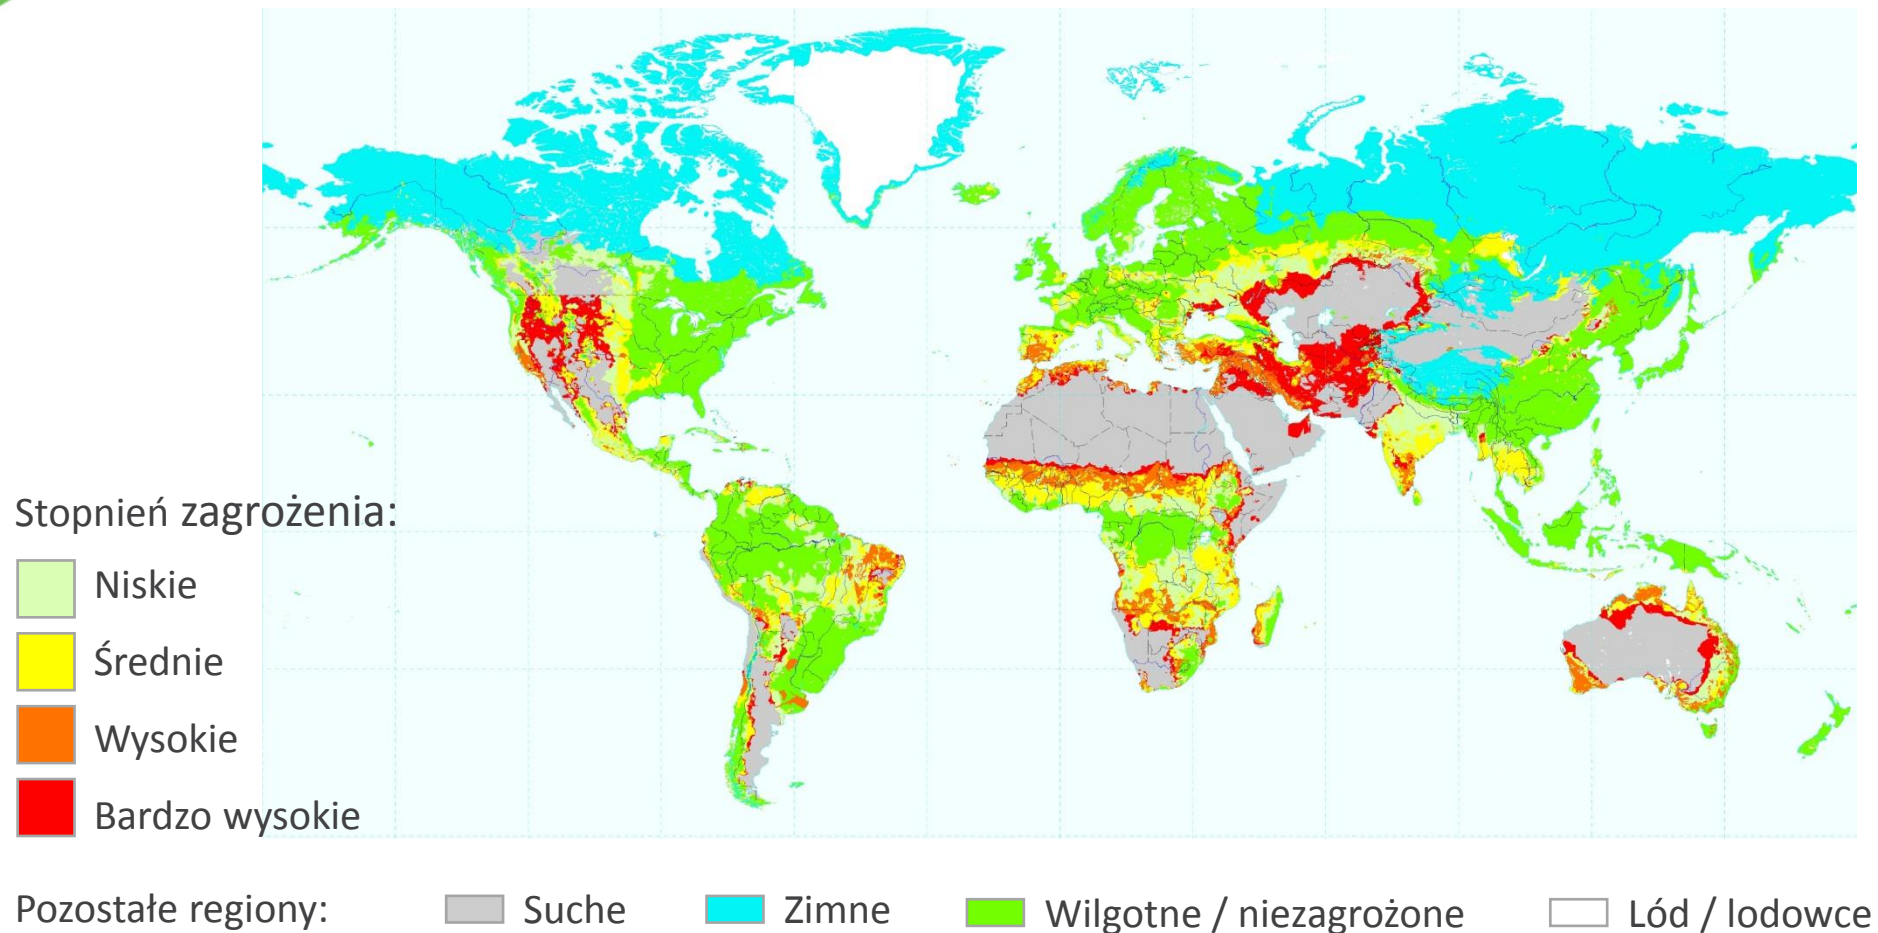 Stopnień zagrożenia:
Niskie
Średnie
Wysokie
Bardzo wysokie
Pozostałe regiony:
Suche
Zimne
Wilgotne / niezagrożone
Lód / lodowce